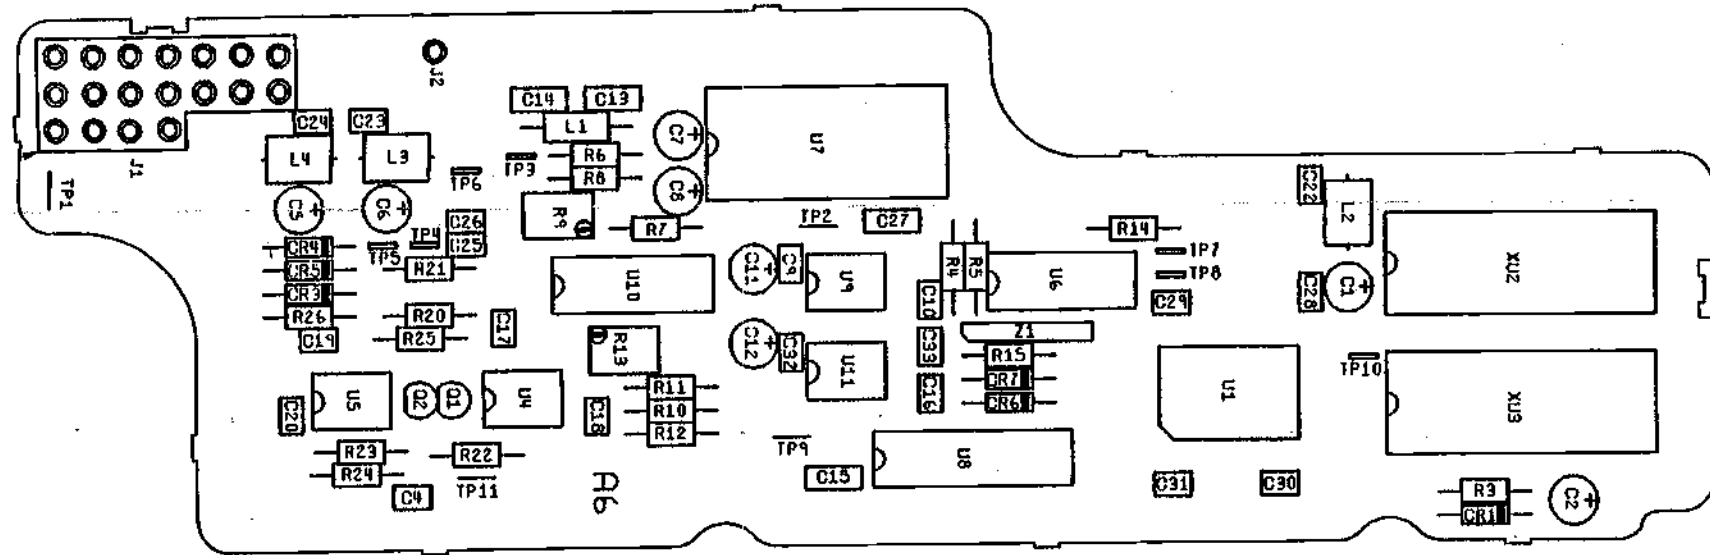 J2
C14
C13
C24
C23
L1
C7
U7
L4
L3
R6
J1
TP6
TP3
R8
TP1
C8
C22
C5
C6
R9
L2
C26
TP2
C27
R7
R14
CR4
TP5
TP4
C25
TP7
CR5
R21
C11
C9
U9
R4
R5
U6
TP8
XU2
CR3
U10
C10
C29
C28
C1
R26
R20
C19
R25
C17
R13
C12
C32
C33
Z1
R15
TP10
U11
R11
CR7
U5
Q2
Q1
U4
C16
CR6
U1
XU3
C20
C18
R10
R12
R23
R22
TP9
U8
R24
TP11
A6
C15
C31
C30
C4
R3
C2
CR1